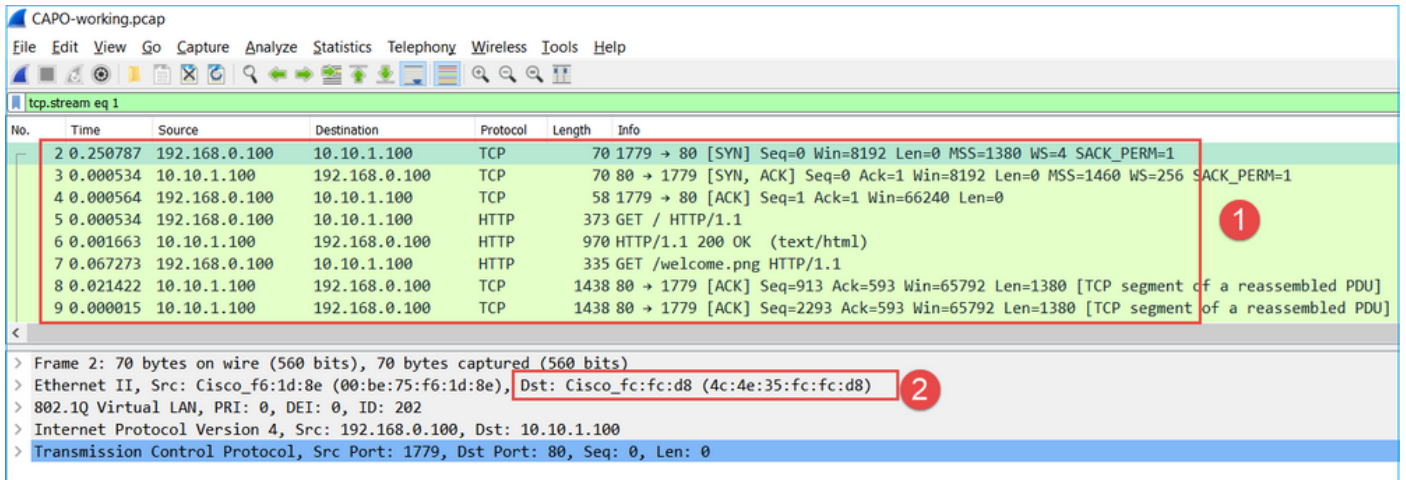 CAPO-working.pcap
File Edit View Go Capture Analyze Statistics Telephony Wireless Tools Help
tcp.stream eq 1
No. Time Source Destination Protocol Length Info
2 0.250787 192.168.0.100 10.10.1.100 TCP 70 1779 → 80 [SYN] Seq=0 Win=8192 Len=0 MSS=1380 WS=4 SACK_PERM=1
3 0.000534 10.10.1.100 192.168.0.100 TCP 70 80 → 1779 [SYN, ACK] Seq=0 Ack=1 Win=8192 Len=0 MSS=1460 WS=256 SACK_PERM=1
4 0.000564 192.168.0.100 10.10.1.100 TCP 58 1779 → 80 [ACK] Seq=1 Ack=1 Win=66240 Len=0
5 0.000534 192.168.0.100 10.10.1.100 HTTP 373 GET / HTTP/1.1
6 0.001663 10.10.1.100 192.168.0.100 HTTP 970 HTTP/1.1 200 OK (text/html)
7 0.067273 192.168.0.100 10.10.1.100 HTTP 335 GET /welcome.png HTTP/1.1
8 0.021422 10.10.1.100 192.168.0.100 TCP 1438 80 → 1779 [ACK] Seq=913 Ack=593 Win=65792 Len=1380 [TCP segment of a reassembled PDU]
9 0.000015 10.10.1.100 192.168.0.100 TCP 1438 80 → 1779 [ACK] Seq=2293 Ack=593 Win=65792 Len=1380 [TCP segment of a reassembled PDU]
1
Frame 2: 70 bytes on wire (560 bits), 70 bytes captured (560 bits)
Ethernet II, Src: Cisco_f6:1d:8e (00:be:75:f6:1d:8e), Dst: Cisco_fc:fc:d8 (4c:4e:35:fc:fc:d8)
2
802.1Q Virtual LAN, PRI: 0, DEI: 0, ID: 202
Internet Protocol Version 4, Src: 192.168.0.100, Dst: 10.10.1.100
Transmission Control Protocol, Src Port: 1779, Dst Port: 80, Seq: 0, Len: 0